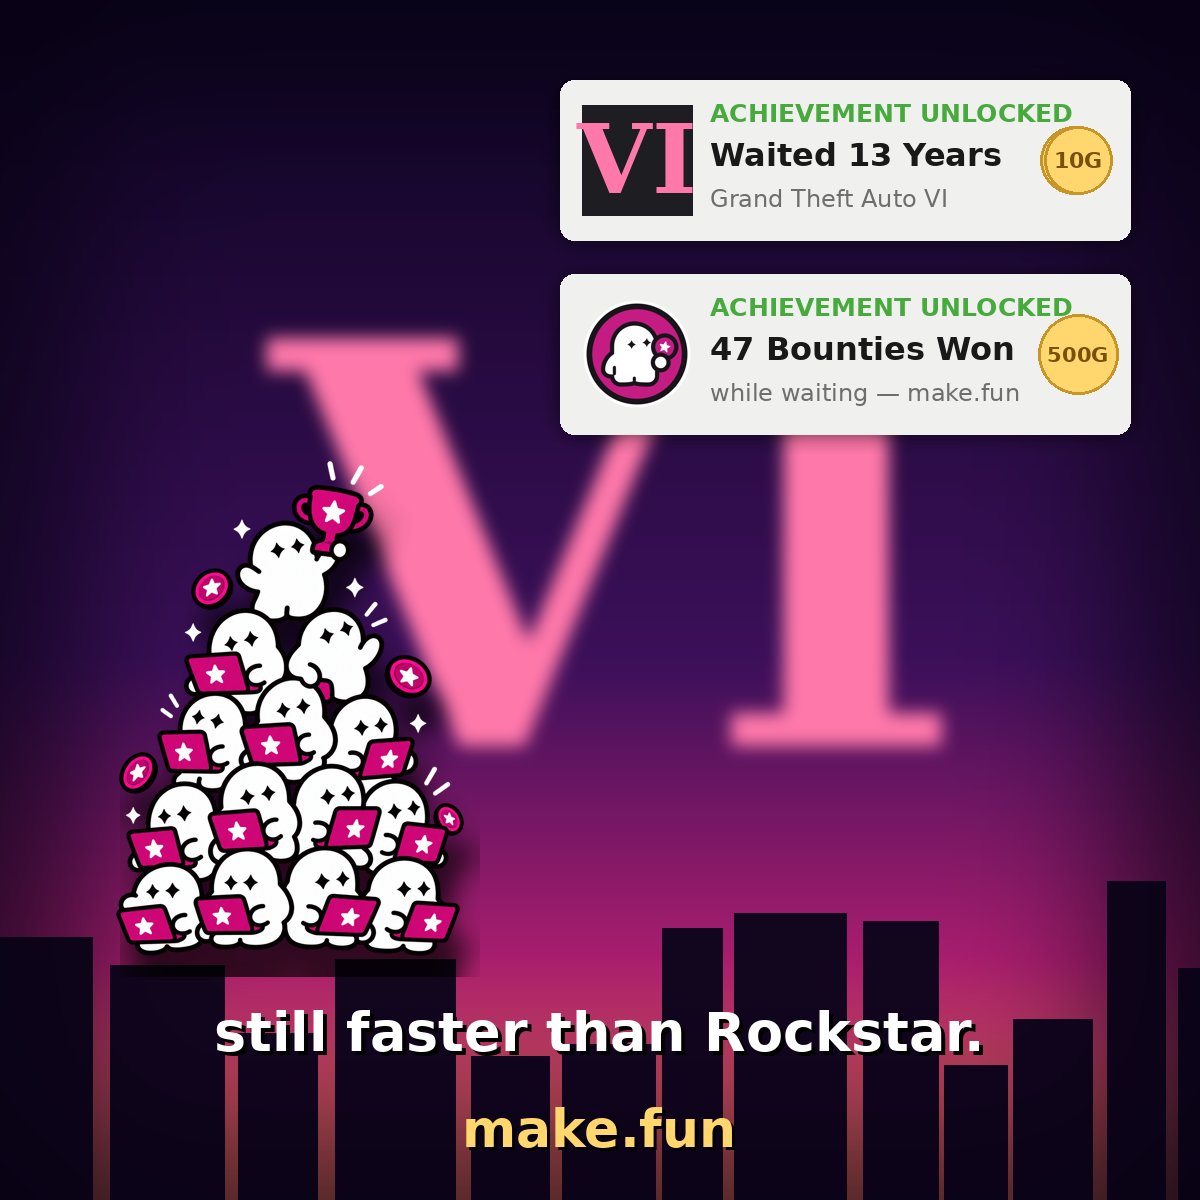 ACHIEVEMENT UNLOCKED
VI
Waited 13 Years
10G
Grand Theft Auto VI
ACHIEVEMENT UNLOCKED
47 Bounties Won
500G
while waiting — make.fun
VI
still faster than Rockstar.
make.fun